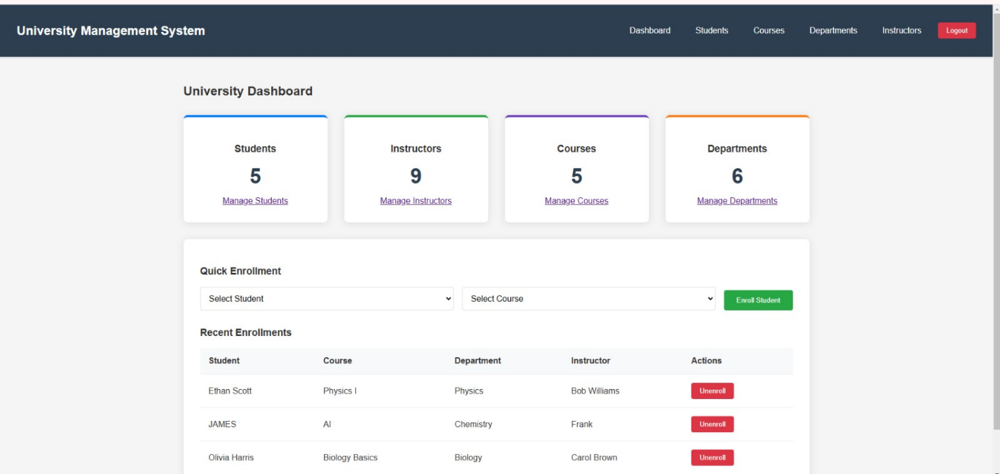 University Management System
Dashboard Students Courses Departments Instructors Logout
University Dashboard
Students Instructors Courses Departments
5 9 5 6
Manage Students Manage Instructors Manage Courses Manage Departments
Quick Enrollment
Select Student Select Course Enroll Student
Recent Enrollments
Student Course Department Instructor Actions
Ethan Scott Physics I Physics Bob Williams Unenroll
JAMES AI Chemistry Frank Unenroll
Olivia Harris Biology Basics Biology Carol Brown Unenroll